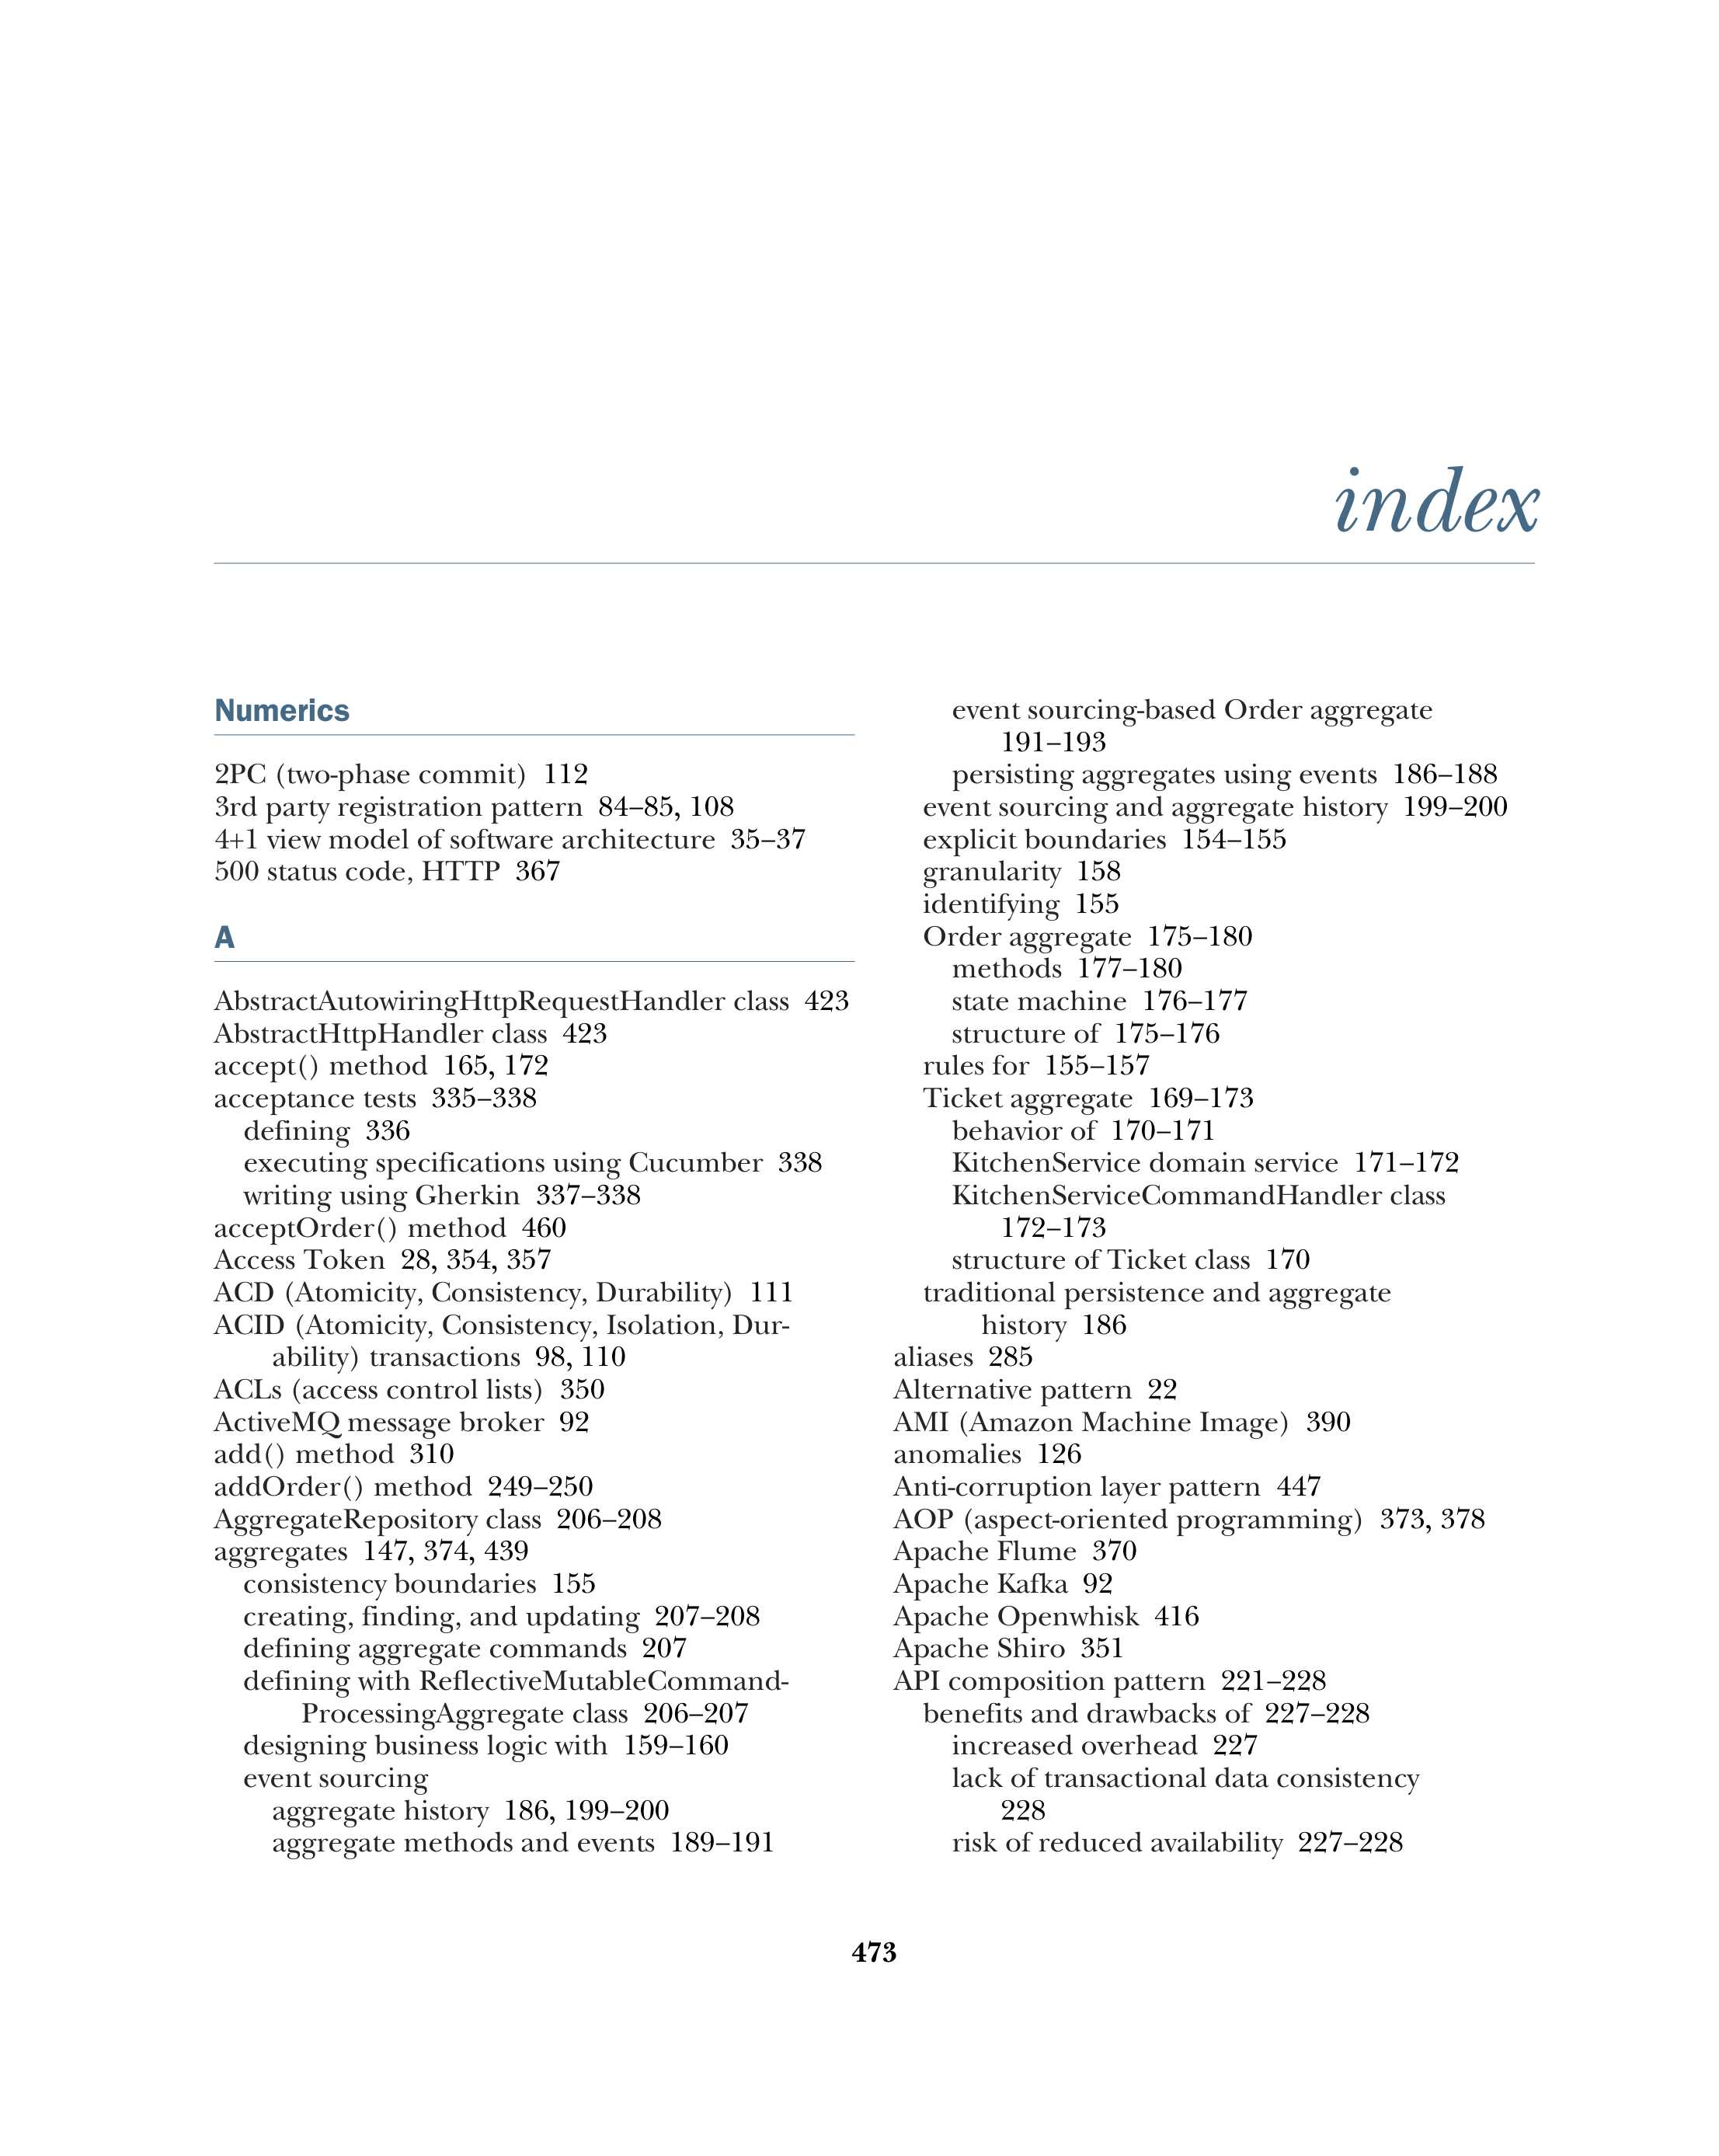 index
Numerics
2PC (two-phase commit) 112
3rd party registration pattern 84–85, 108
4+1 view model of software architecture 35–37
500 status code, HTTP 367
A
AbstractAutowiringHttpRequestHandler class 423
AbstractHttpHandler class 423
accept() method 165, 172
acceptance tests 335–338
defining 336
executing specifications using Cucumber 338
writing using Gherkin 337–338
acceptOrder() method 460
Access Token 28, 354, 357
ACD (Atomicity, Consistency, Durability) 111
ACID (Atomicity, Consistency, Isolation, Dur-
ability) transactions 98, 110
ACLs (access control lists) 350
ActiveMQ message broker 92
add() method 310
addOrder() method 249–250
AggregateRepository class 206–208
aggregates 147, 374, 439
consistency boundaries 155
creating, finding, and updating 207–208
defining aggregate commands 207
defining with ReflectiveMutableCommand-
ProcessingAggregate class 206–207
designing business logic with 159–160
event sourcing
aggregate history 186, 199–200
aggregate methods and events 189–191
event sourcing-based Order aggregate
191–193
persisting aggregates using events 186–188
event sourcing and aggregate history 199–200
explicit boundaries 154–155
granularity 158
identifying 155
Order aggregate 175–180
methods 177–180
state machine 176–177
structure of 175–176
rules for 155–157
Ticket aggregate 169–173
behavior of 170–171
KitchenService domain service 171–172
KitchenServiceCommandHandler class
172–173
structure of Ticket class 170
traditional persistence and aggregate
history 186
aliases 285
Alternative pattern 22
AMI (Amazon Machine Image) 390
anomalies 126
Anti-corruption layer pattern 447
AOP (aspect-oriented programming) 373, 378
Apache Flume 370
Apache Kafka 92
Apache Openwhisk 416
Apache Shiro 351
API composition pattern 221–228
benefits and drawbacks of 227–228
increased overhead 227
lack of transactional data consistency
228
risk of reduced availability 227–228
473